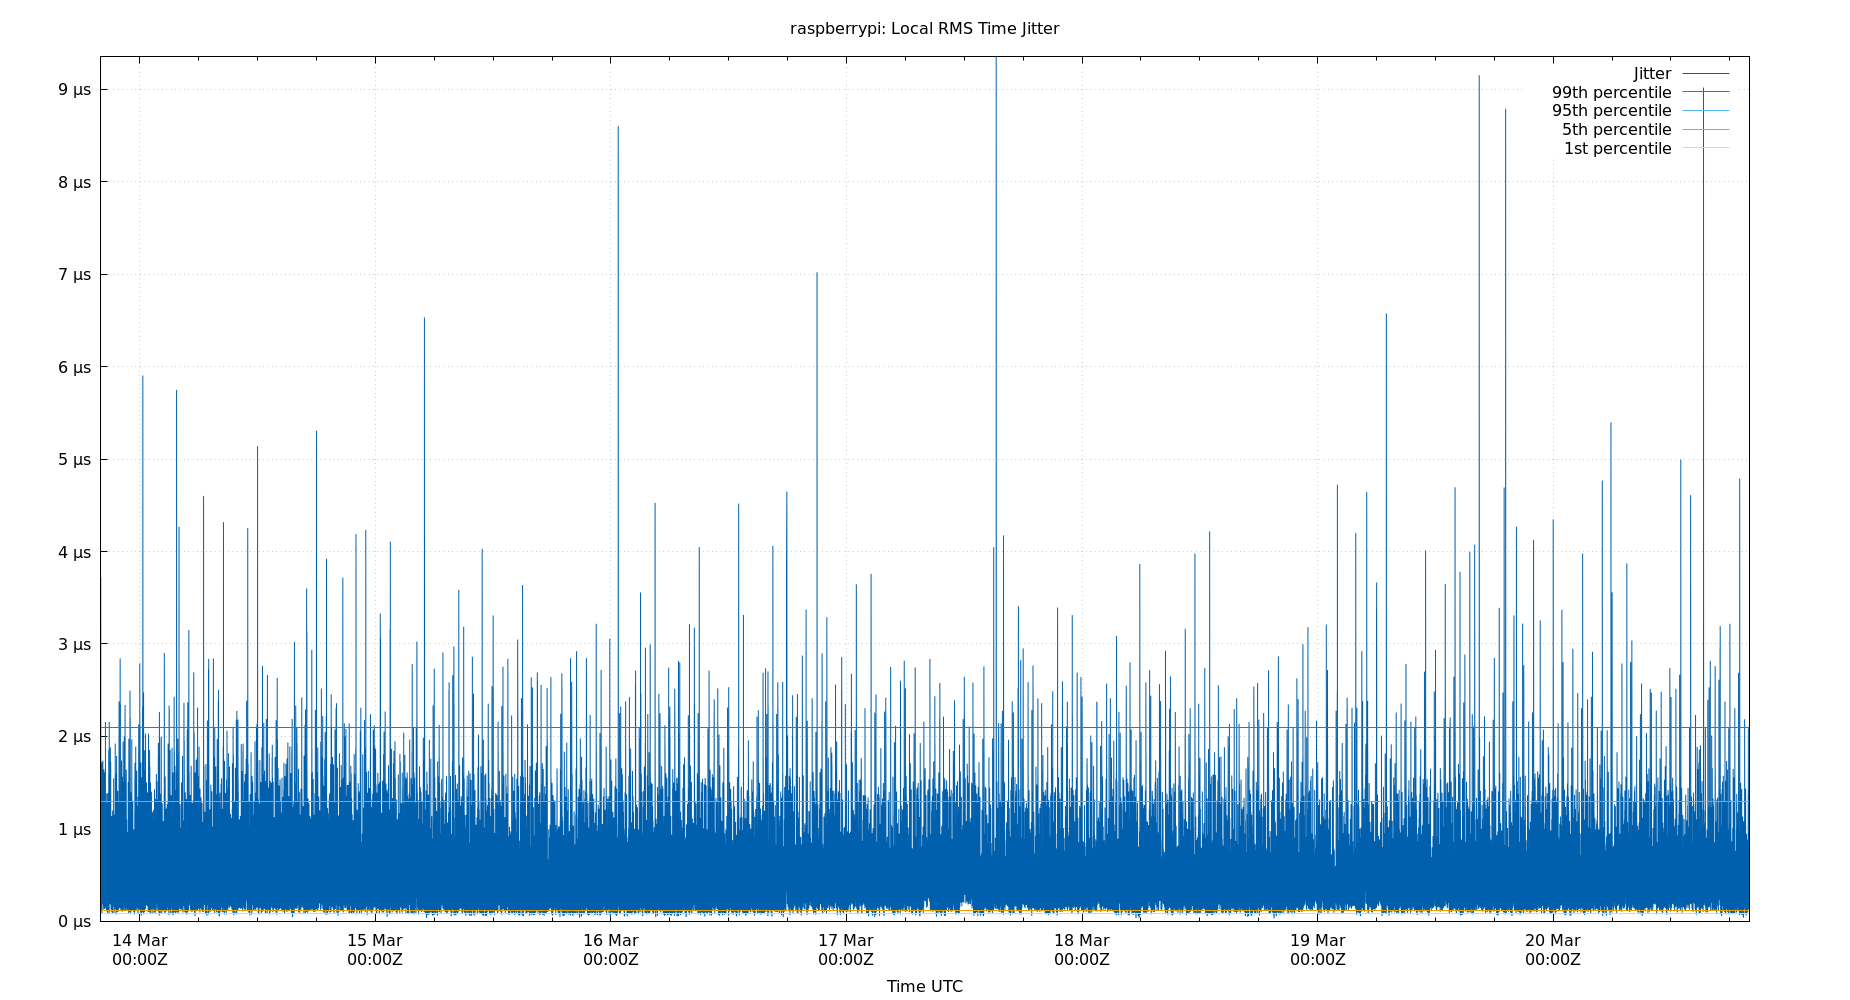 raspberrypi: Local RMS Time Jitter
Jitter
99th percentile
95th percentile
5th percentile
1st percentile
9 µs
8 µs
7 µs
6 µs
5 µs
4 µs
3 µs
2 µs
1 µs
0 µs
14 Mar 15 Mar 16 Mar 17 Mar 18 Mar 19 Mar 20 Mar
00:00Z 00:00Z 00:00Z 00:00Z 00:00Z 00:00Z 00:00Z
Time UTC